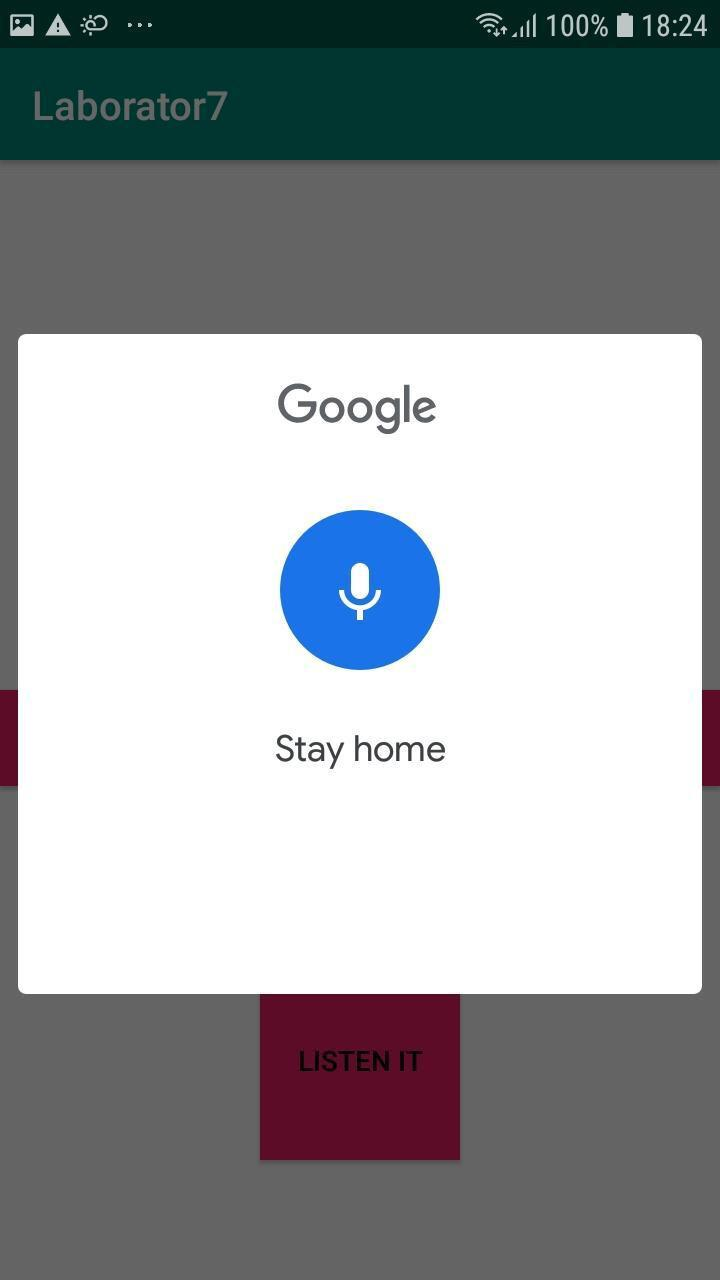 100% 18:24
Laborator7
Google
Stay home
LISTEN IT